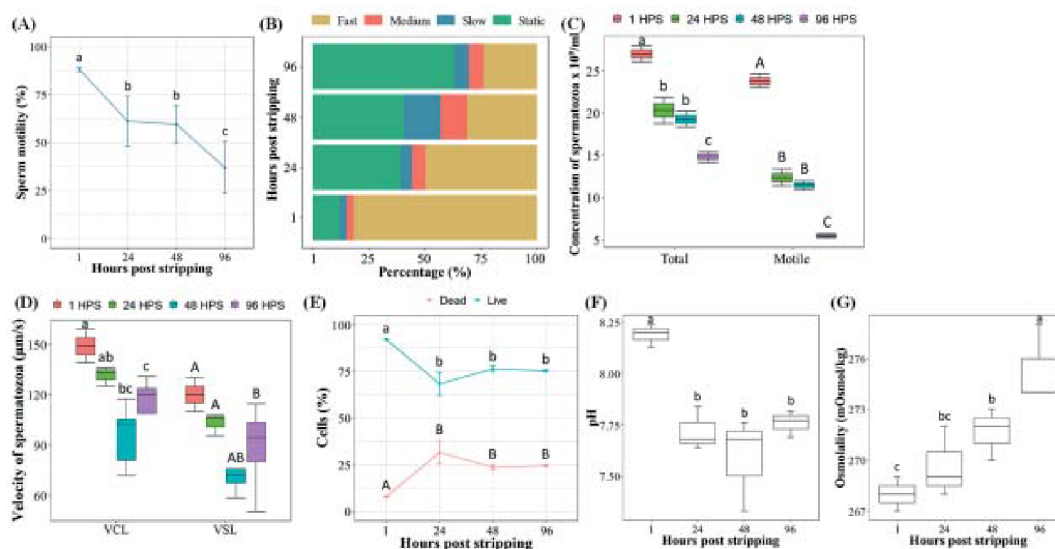 (A)
a
b
b
c
100
75
50
25
0
Sperm motility (%)
1
24
48
96
Hours post stripping
(B)
Fast
Medium
Slow
Static
Hours post stripping
96
48
24
1
1
25
50
75
100
Percentage (%)
(C)
1 HPS
24 HPS
48 HPS
96 HPS
Concentration of spermatozoa x 10⁹/ml
25
20
15
10
5
a
b
b
c
A
B
B
C
Total
Motile
(D)
1 HPS
24 HPS
48 HPS
96 HPS
Velocity of spermatozoa (µm/s)
150
120
90
60
a
ab
bc
c
A
A
AB
B
VCL
VSL
(E)
Dead
Live
Cells (%)
100
75
50
25
0
a
b
b
b
A
B
B
B
1
24
48
96
Hours post stripping
(F)
pH
8.25
8.00
7.75
7.50
a
b
b
b
1
24
48
96
Hours post stripping
(G)
Osmolality (mOsmol/kg)
276
273
270
267
c
bc
b
a
1
24
48
96
Hours post stripping